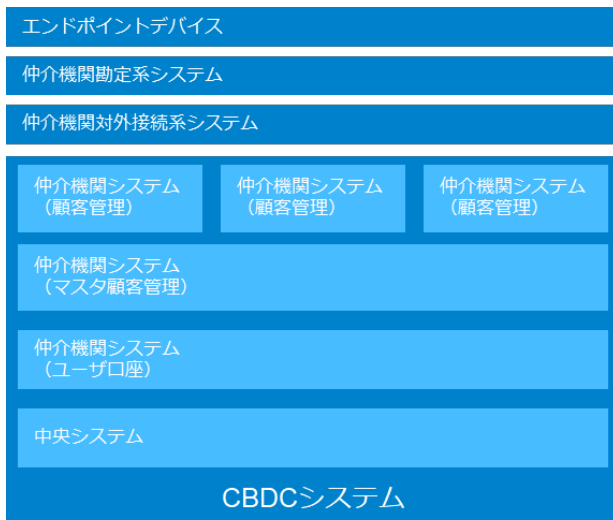 エンドポイントデバイス
仲介機関勘定系システム
仲介機関対外接続系システム
仲介機関システム
（顧客管理）
仲介機関システム
（顧客管理）
仲介機関システム
（顧客管理）
仲介機関システム
（マスタ顧客管理）
仲介機関システム
（ユーザ口座）
中央システム
CBDCシステム